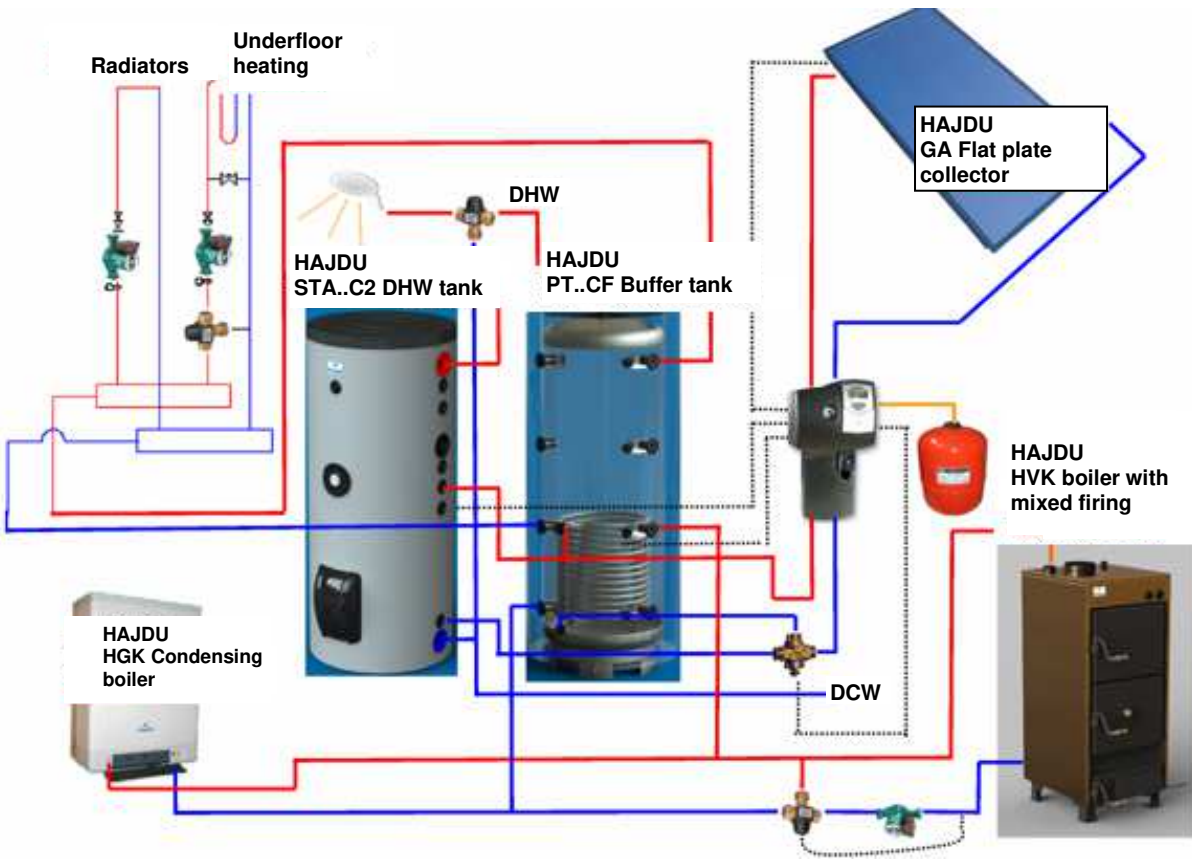 Underfloor
heating
Radiators
HAJDU
GA Flat plate
collector
DHW
HAJDU
STA..C2 DHW tank
HAJDU
PT..CF Buffer tank
HAJDU
HVK boiler with
mixed firing
HAJDU
HGK Condensing
boiler
DCW